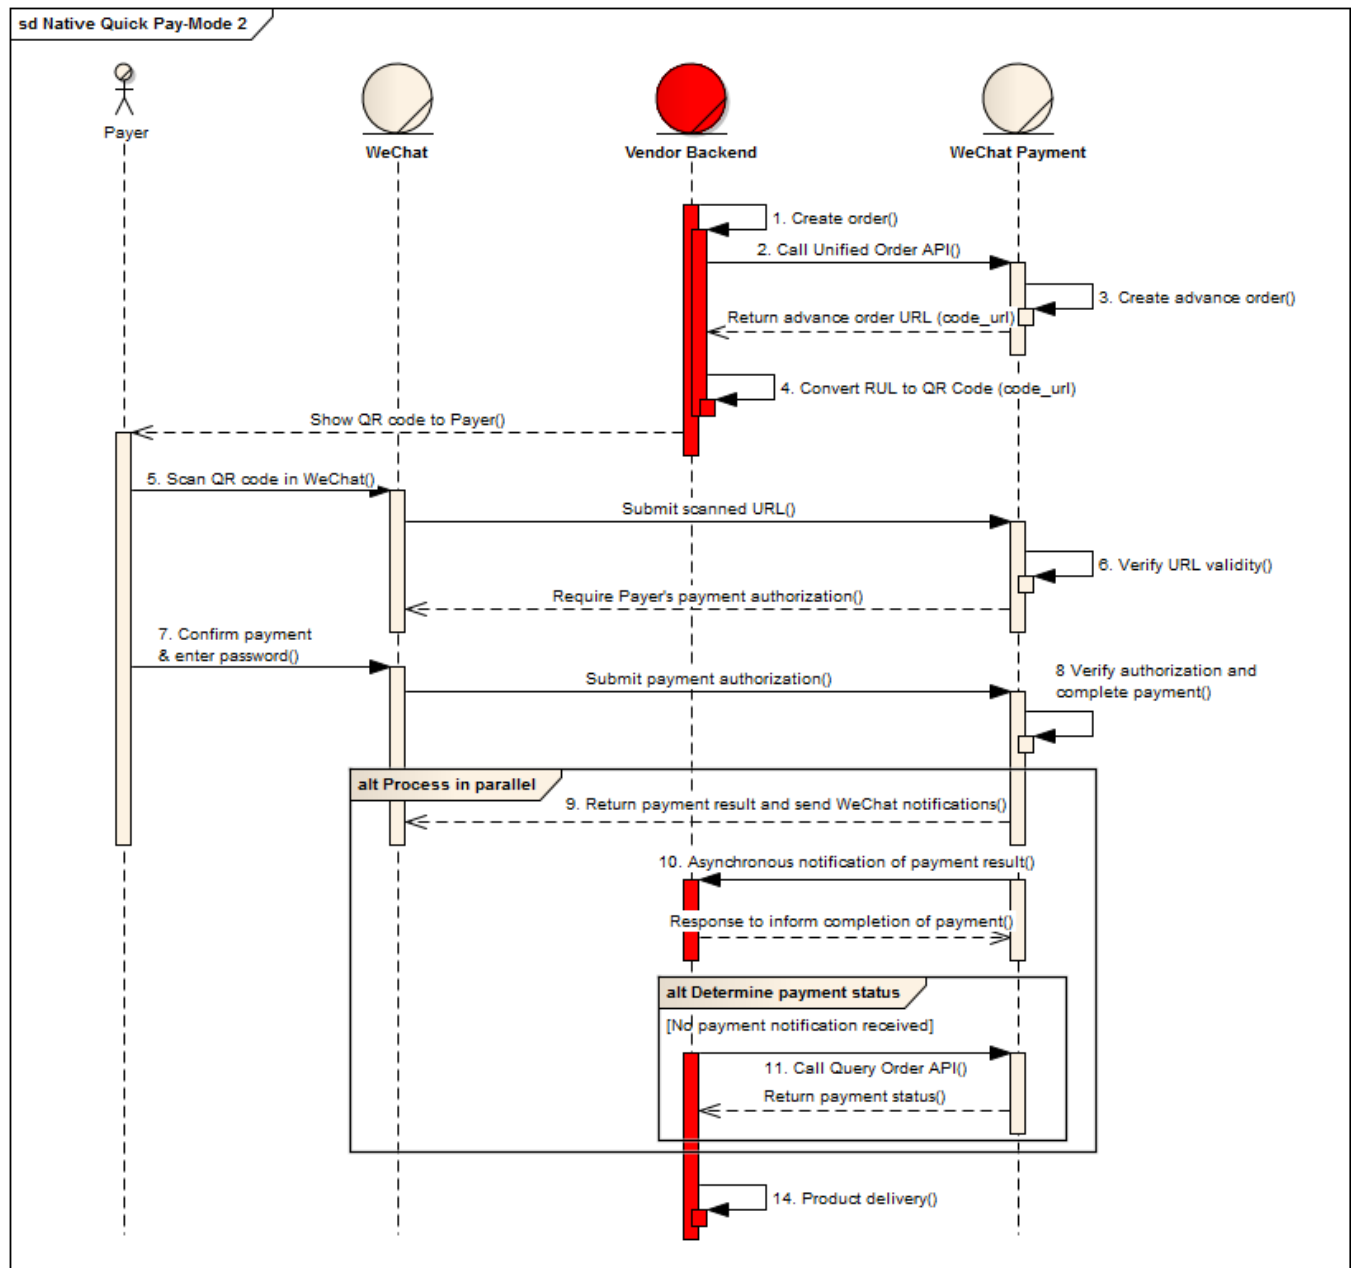 sd Native Quick Pay-Mode 2
Payer
WeChat
Vendor Backend
WeChat Payment
1. Create order()
2. Call Unified Order API()
3. Create advance order()
Return advance order URL (code_url)
4. Convert RUL to QR Code (code_url)
Show QR code to Payer()
5. Scan QR code in WeChat()
Submit scanned URL()
6. Verify URL validity()
Require Payer's payment authorization()
7. Confirm payment
& enter password()
Submit payment authorization()
8 Verify authorization and
complete payment()
alt Process in parallel
9. Return payment result and send WeChat notifications()
10. Asynchronous notification of payment result()
Response to inform completion of payment()
alt Determine payment status
[No payment notification received]
11. Call Query Order API()
Return payment status()
14. Product delivery()